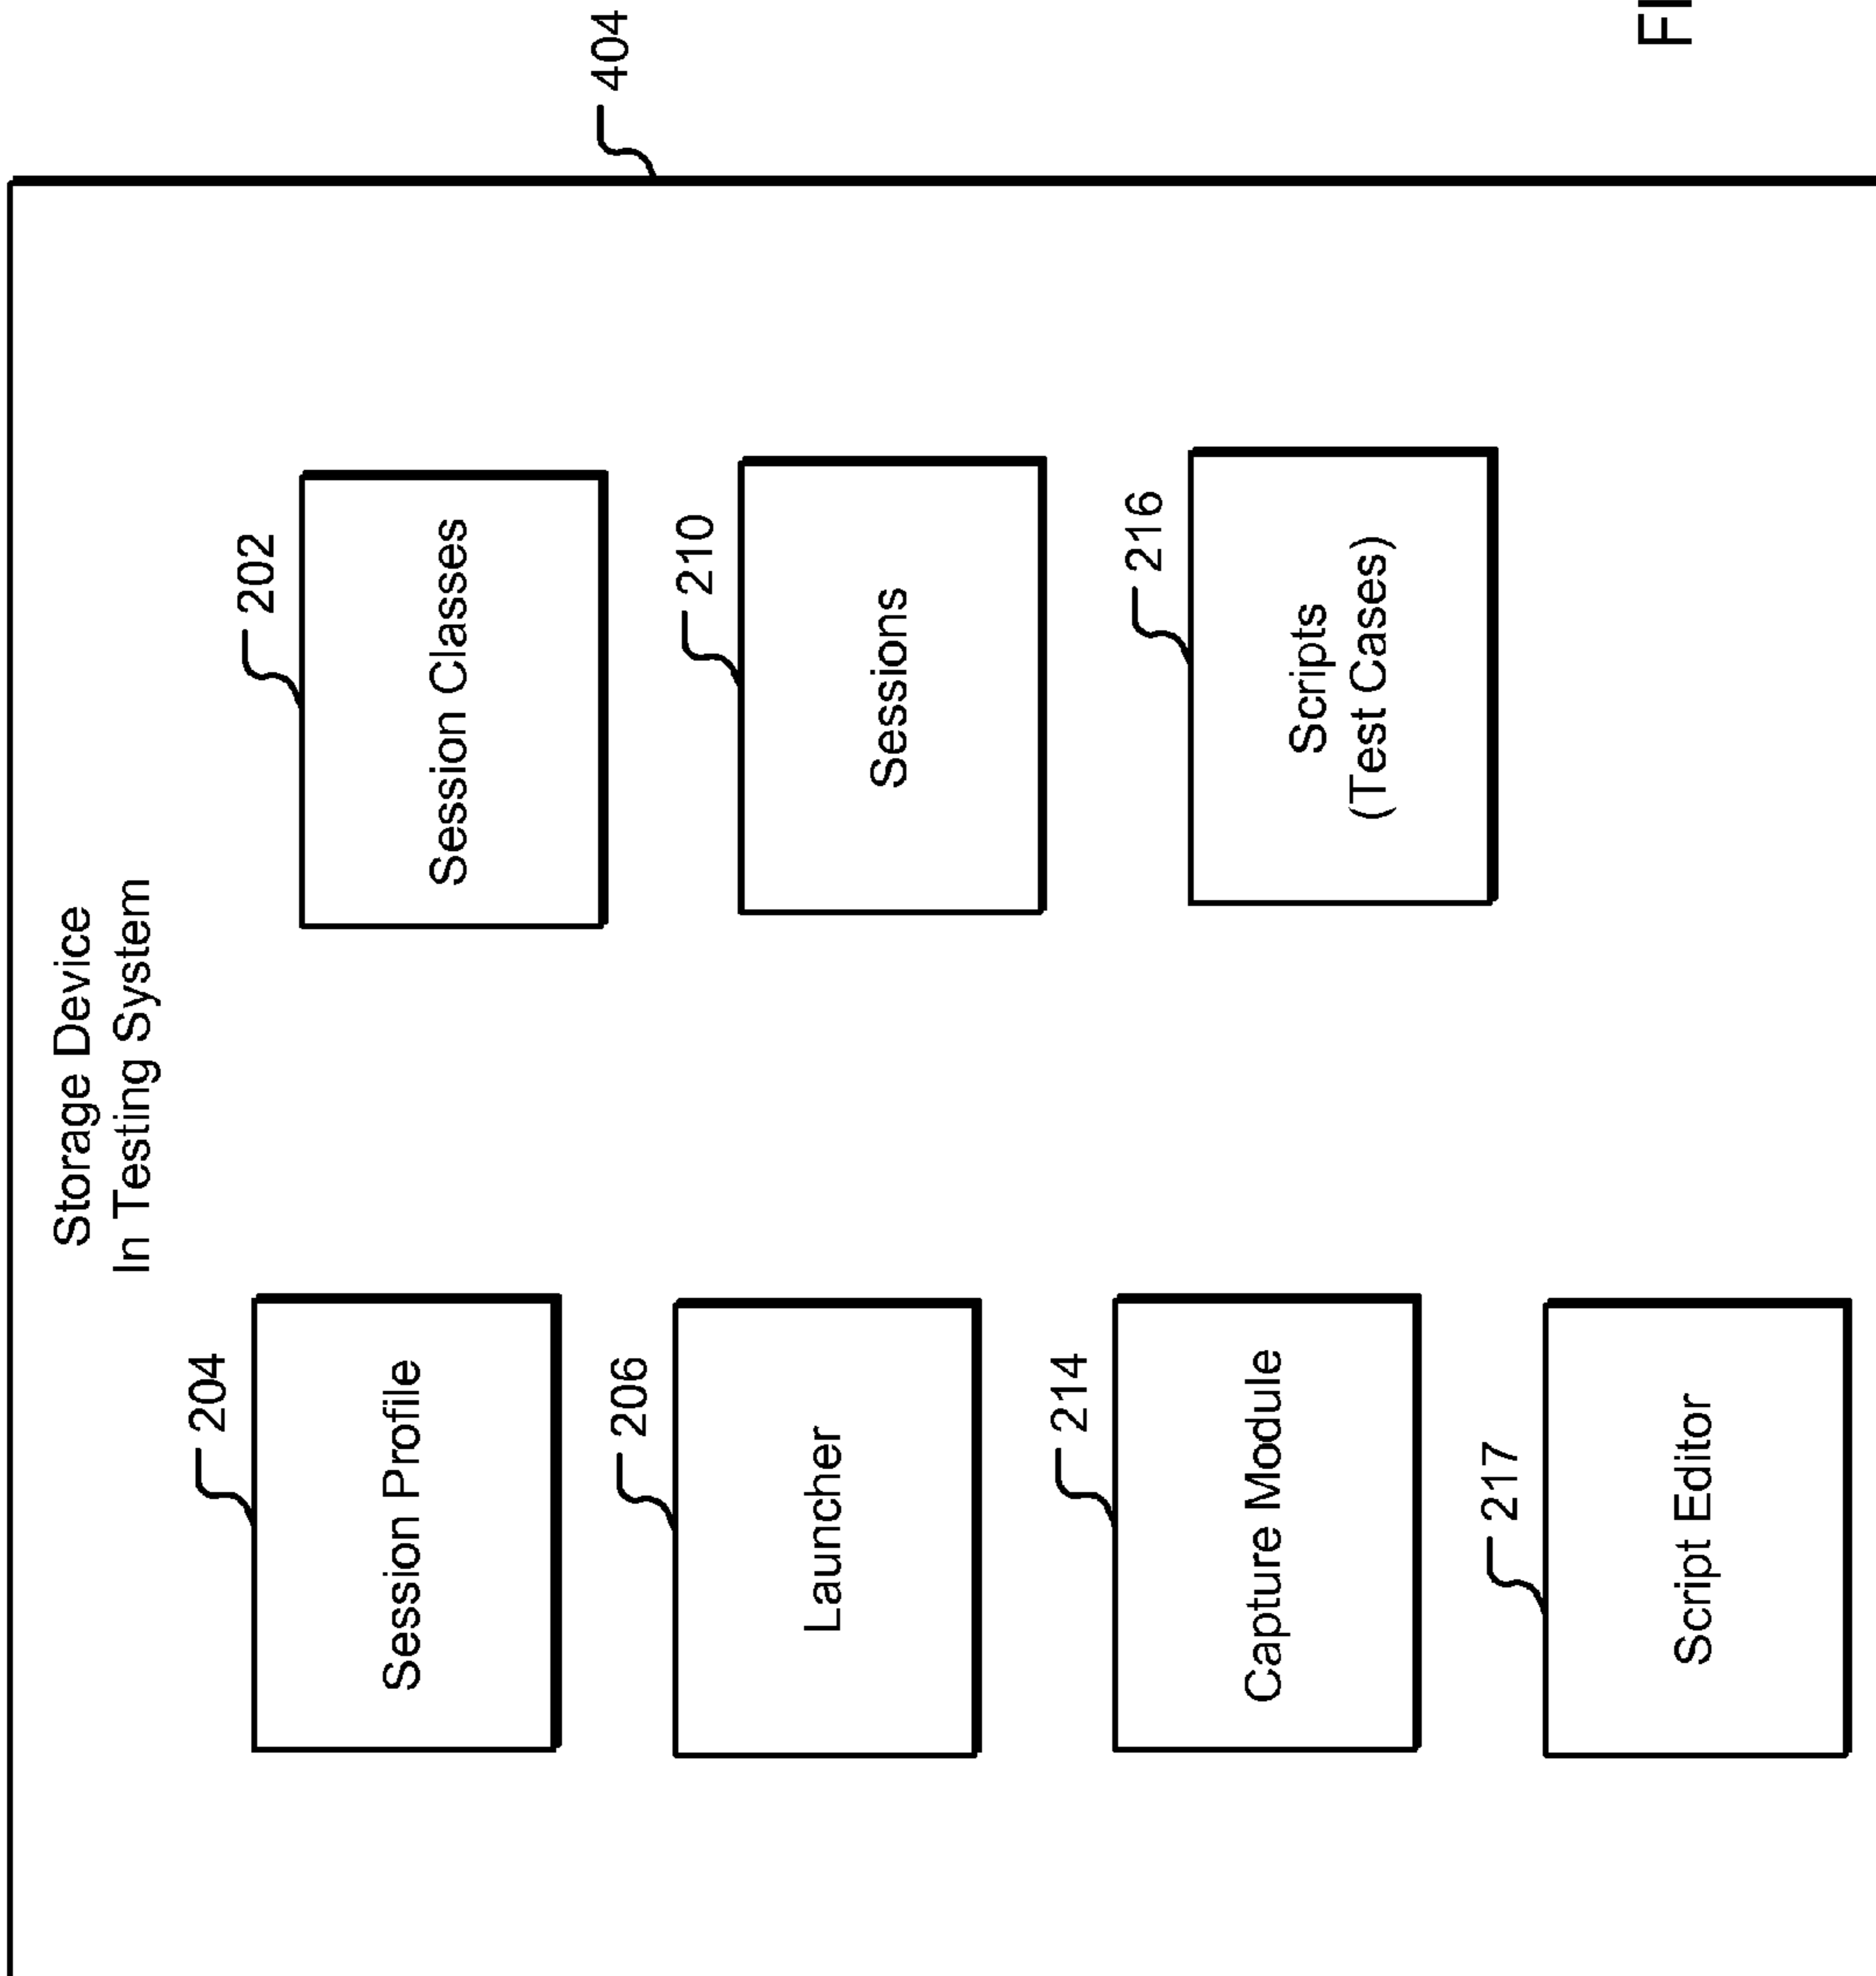 Storage Device
In Testing System
404
204
Session Profile
202
Session Classes
206
Launcher
210
Sessions
214
Capture Module
216
Scripts
(Test Cases)
217
Script Editor